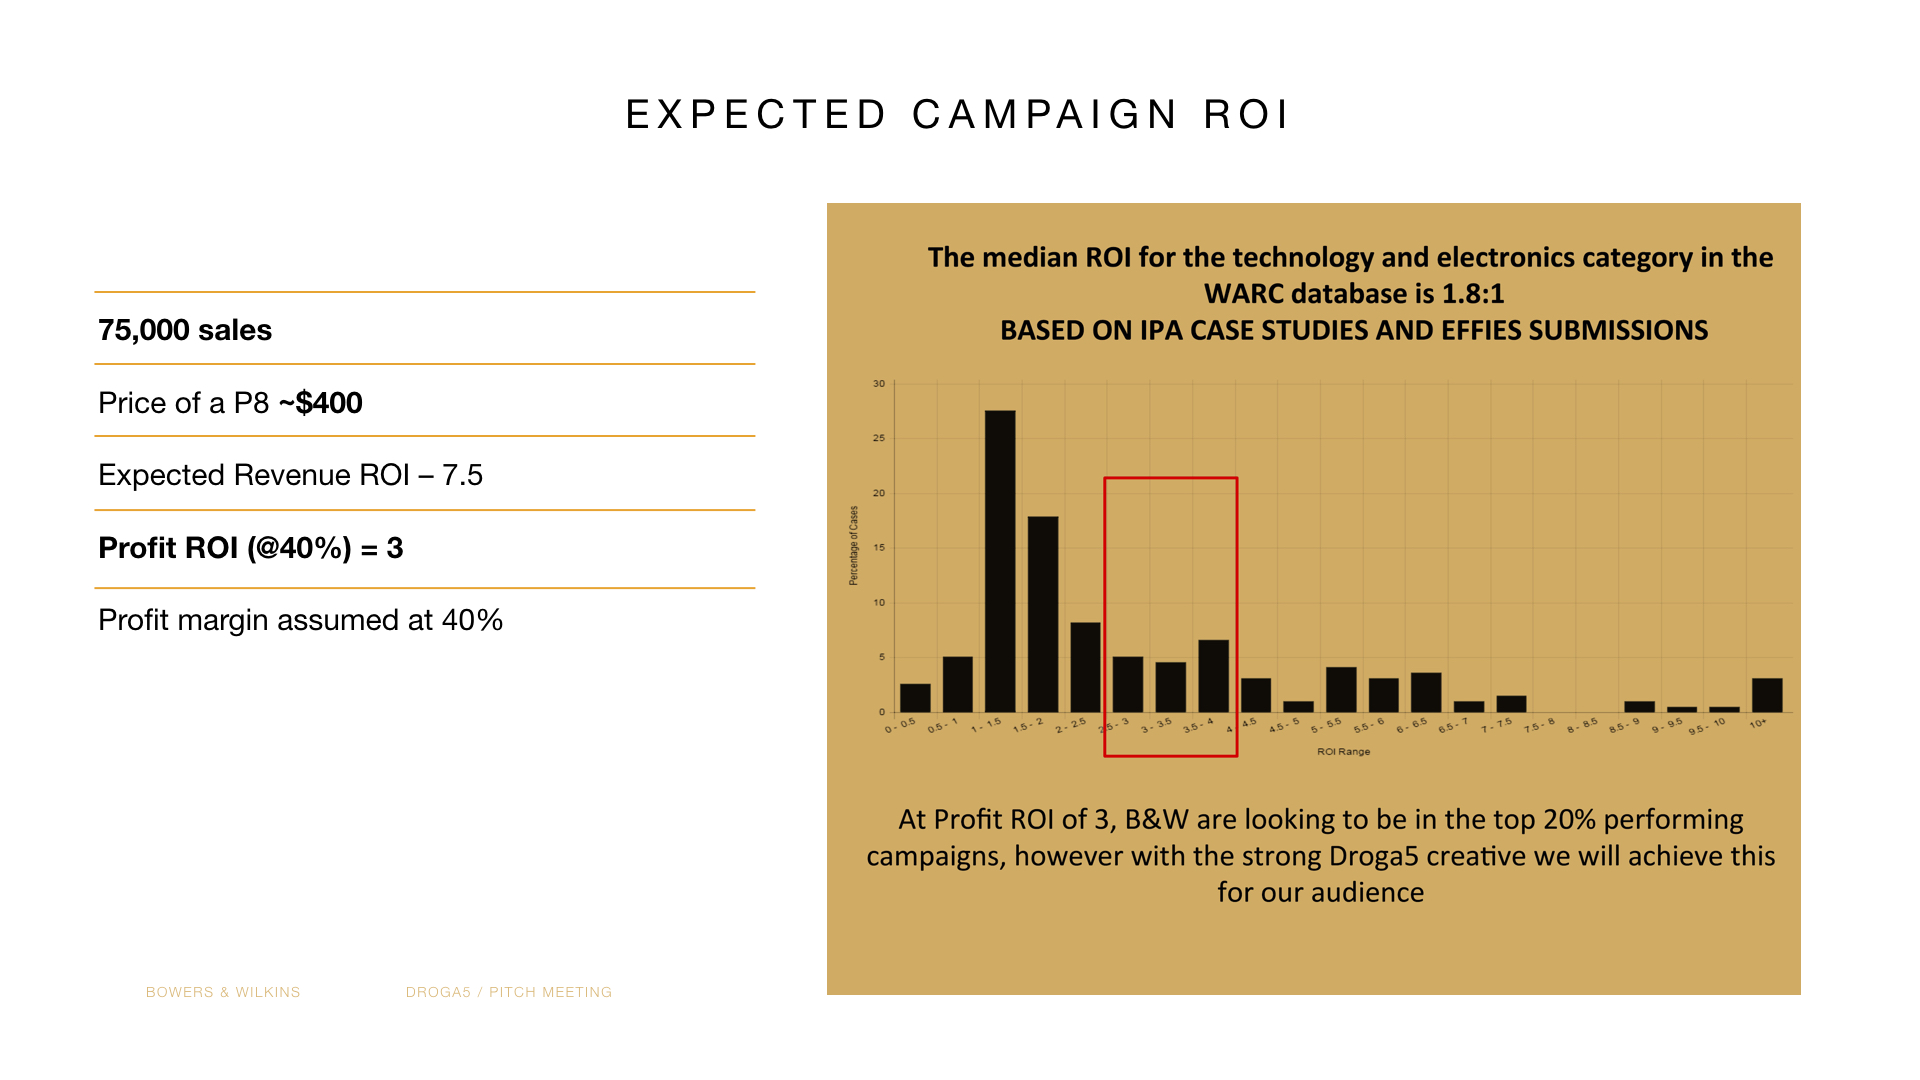 EXPECTED CAMPAIGN ROI
75,000 sales
Price of a P8 ~$400
Expected Revenue ROI – 7.5
Profit ROI (@40%) = 3
Profit margin assumed at 40%
The median ROI for the technology and electronics category in the
WARC database is 1.8:1
BASED ON IPA CASE STUDIES AND EFFIES SUBMISSIONS
Percentage of Cases
30
25
20
15
10
5
0
0 - 0.5
0.5 - 1
1 - 1.5
1.5 - 2
2 - 2.5
2.5 - 3
3 - 3.5
3.5 - 4
4 - 4.5
4.5 - 5
5 - 5.5
5.5 - 6
6 - 6.5
6.5 - 7
7 - 7.5
7.5 - 8
8 - 8.5
8.5 - 9
9 - 9.5
9.5 - 10
10+
ROI Range
At Profit ROI of 3, B&W are looking to be in the top 20% performing
campaigns, however with the strong Droga5 creative we will achieve this
for our audience
BOWERS & WILKINS
DROGA5 / PITCH MEETING